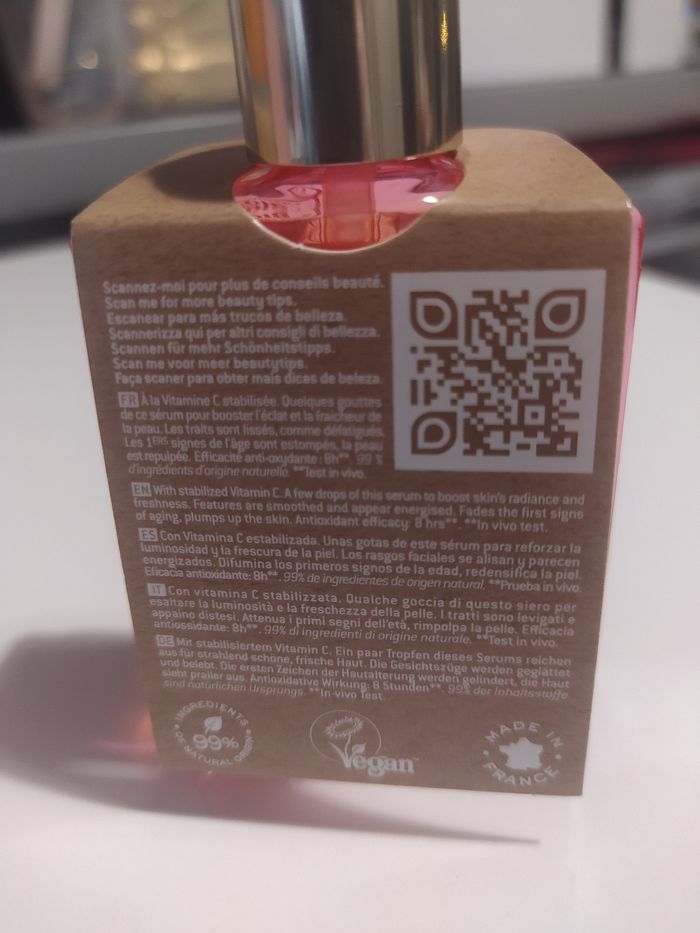 Scannez-moi pour plus de conseils beauté.
Scan me for more beauty tips.
Escanear para más trucos de belleza.
Scannerizza qui per altri consigli di bellezza.
Scannen für mehr Schönheitstipps.
Scan me voor meer beautytips.
Faça scaner para obter mais dicas de beleza.
FR À la Vitamine C stabilisée. Quelques gouttes
de ce sérum pour booster l'éclat et la fraîcheur de
la peau. Les traits sont lissés, comme défatigués.
Les 1ERS signes de l'âge sont estompés, la peau
est repulpée. Efficacité anti-oxydante : 8h**. 99 %
d'ingrédients d'origine naturelle. **Test in vivo.
EN With stabilized Vitamin C. A few drops of this serum to boost skin's radiance and
freshness. Features are smoothed and appear energised. Fades the first signs
of aging, plumps up the skin. Antioxidant efficacy: 8 hrs**. **In vivo test.
ES Con Vitamina C estabilizada. Unas gotas de este sérum para reforzar la
luminosidad y la frescura de la piel. Los rasgos faciales se alisan y parecen
energizados. Difumina los primeros signos de la edad, redensifica la piel.
Eficacia antioxidante: 8h**. 99% de ingredientes de origen natural. **Prueba in vivo.
IT Con vitamina C stabilizzata. Qualche goccia di questo siero per
esaltare la luminosità e la freschezza della pelle. I tratti sono levigati e
appaino distesi. Attenua i primi segni dell'età, rimpolpa la pelle. Efficacia
antiossidante: 8h**. 99% di ingredienti di origine naturale. **Test in vivo.
DE Mit stabilisiertem Vitamin C. Ein paar Tropfen dieses Serums reichen
aus für strahlend schöne, frische Haut. Die Gesichtszüge werden geglättet
und belebt. Die ersten Zeichen der Hautalterung werden gelindert, die Haut
sieht praller aus. Antioxidative Wirkung: 8 Stunden**. 99% der Inhaltsstoffe
sind natürlichen Ursprungs. **In-vivo Test.
INGREDIENTS
99%
OF NATURAL ORIGIN
Vegan
MADE IN
FRANCE